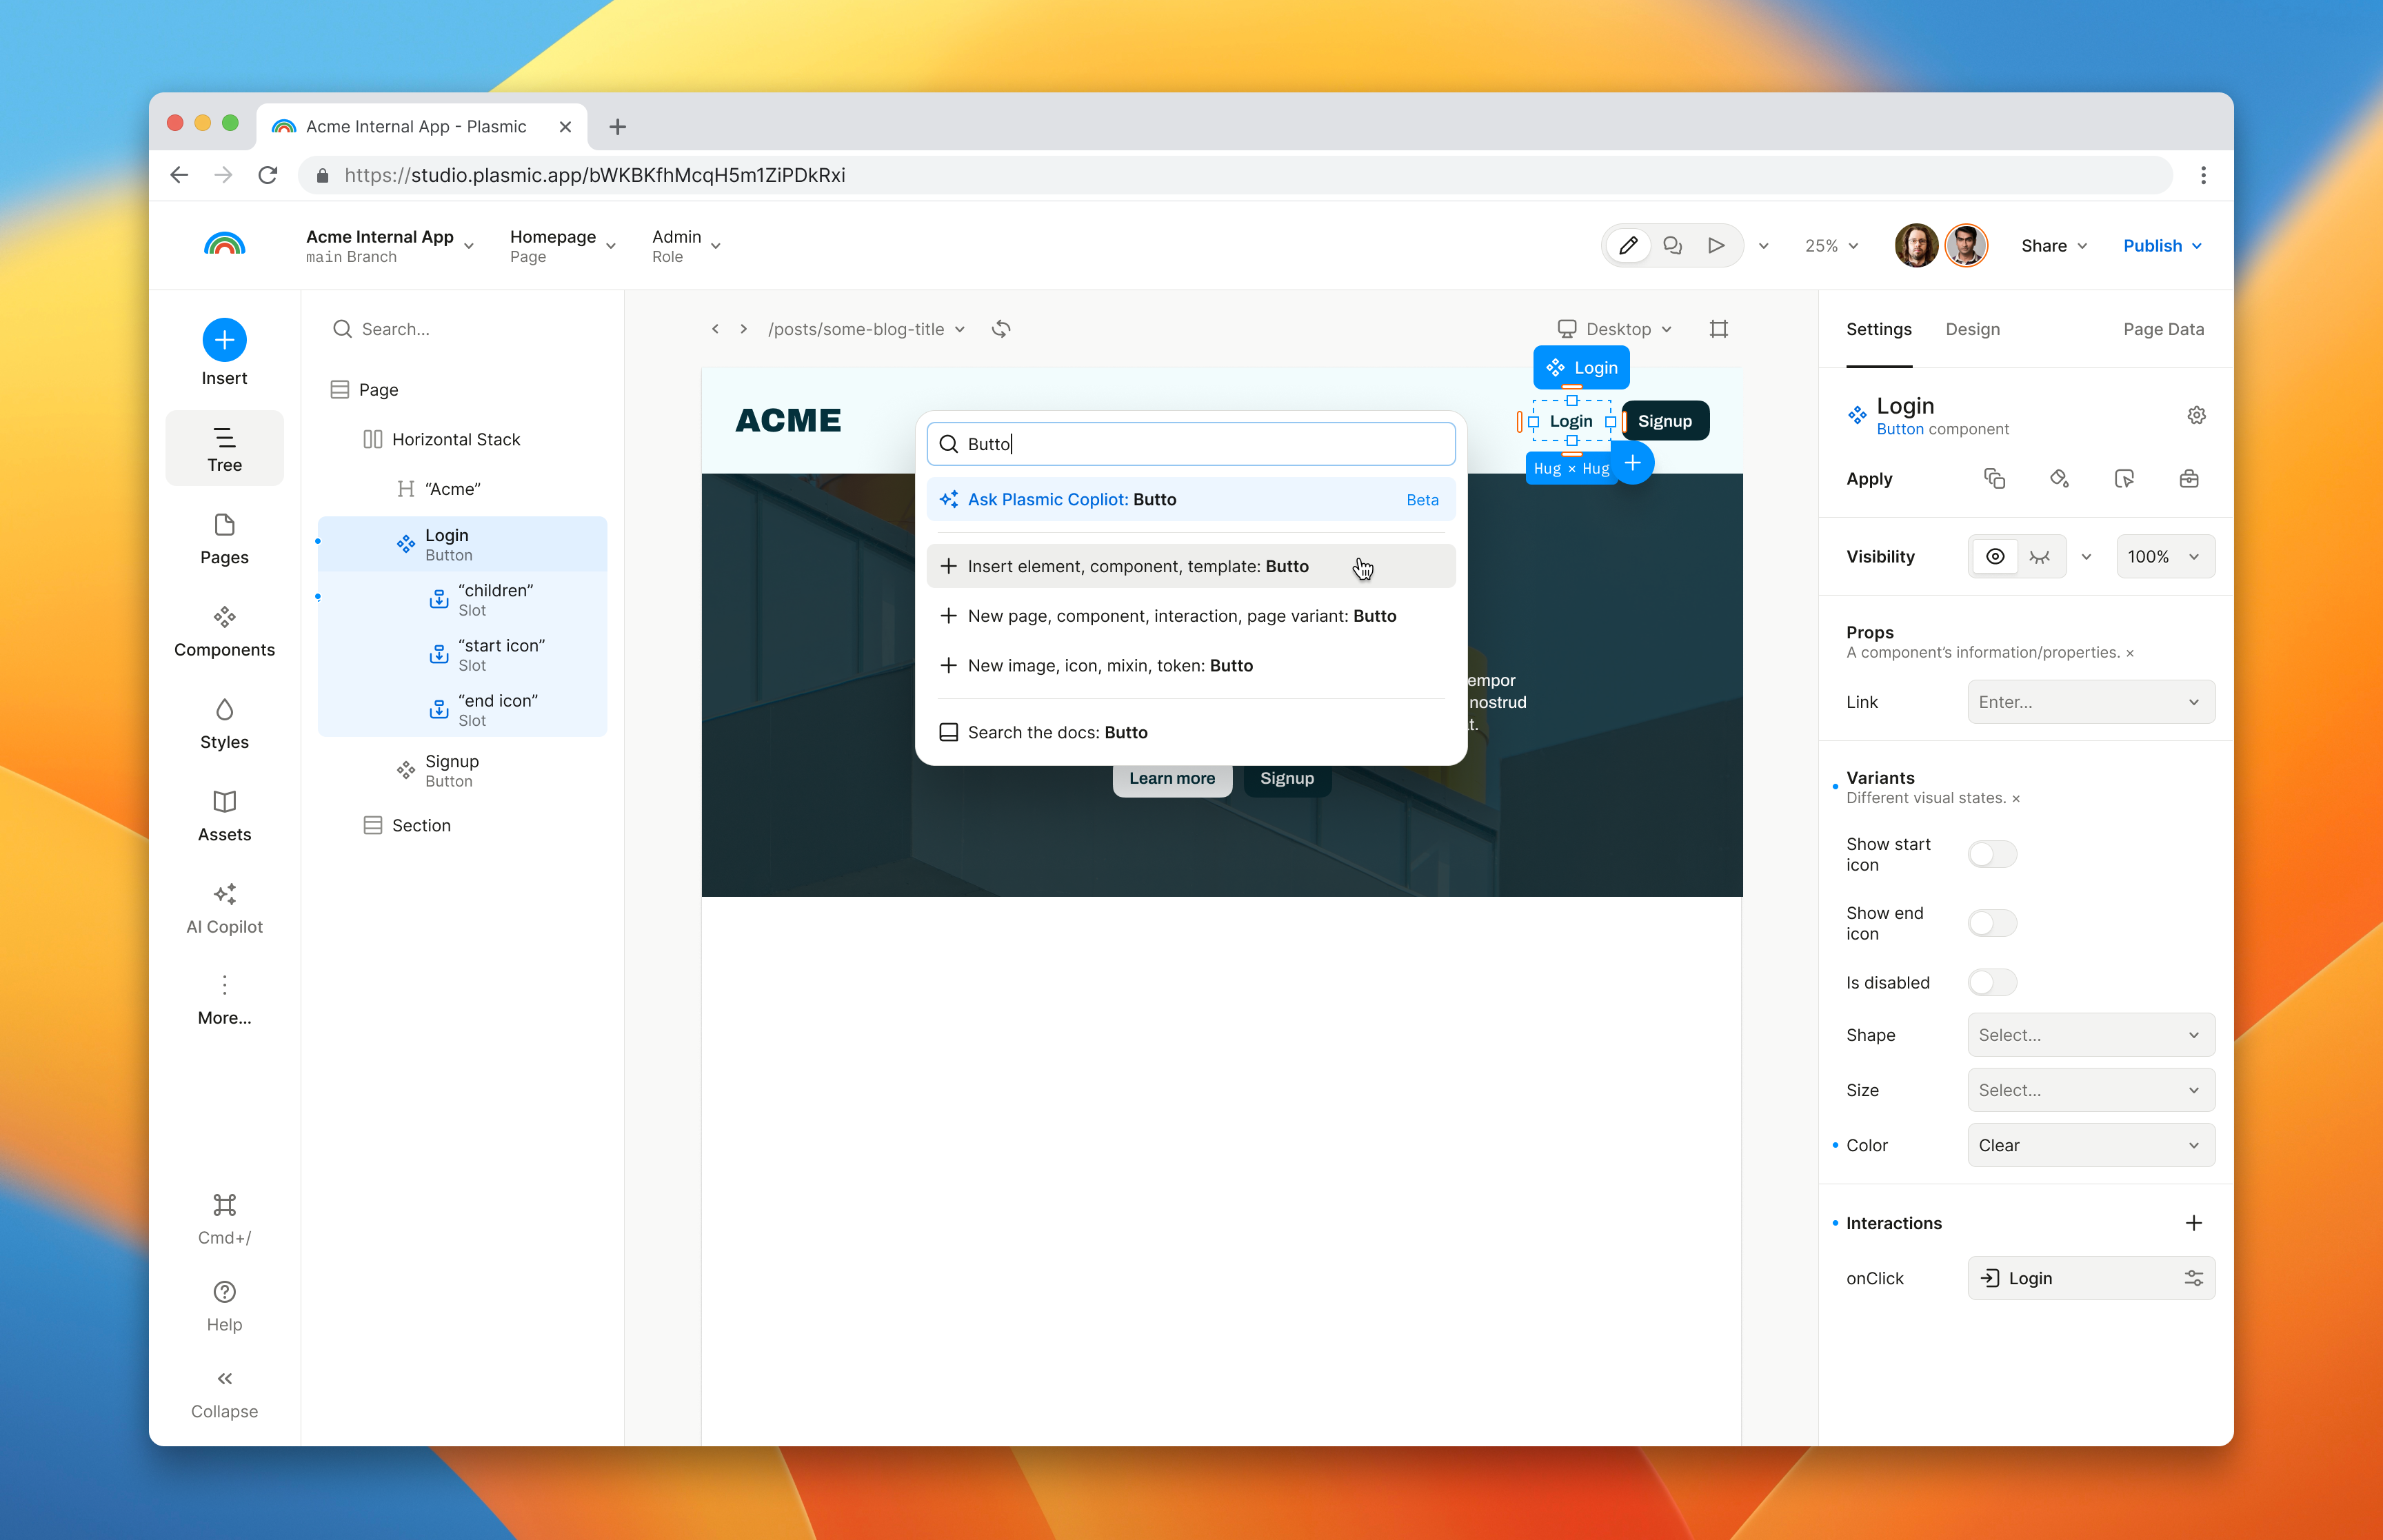 Acme Internal App - Plasmic
https://studio.plasmic.app/bWKBKfhMcqH5m1ZiPDkRxi
Acme Internal App
main Branch
Homepage
Page
Admin
Role
25%
Share
Publish
Insert
Tree
Pages
Components
Styles
Assets
AI Copilot
More...
Cmd+/
Help
Collapse
Search...
Page
Horizontal Stack
“Acme”
Login
Button
“children”
Slot
“start icon”
Slot
“end icon”
Slot
Signup
Button
Section
/posts/some-blog-title
Desktop
Login
ACME
Login
Signup
Hug × Hug
Butto
Ask Plasmic Copliot: Butto
Beta
Insert element, component, template: Butto
New page, component, interaction, page variant: Butto
New image, icon, mixin, token: Butto
Search the docs: Butto
empor
nostrud
t.
Learn more
Signup
Settings
Design
Page Data
Login
Button component
Apply
Visibility
100%
Props
A component’s information/properties. ×
Link
Enter...
Variants
Different visual states. ×
Show start
icon
Show end
icon
Is disabled
Shape
Select...
Size
Select...
Color
Clear
Interactions
onClick
Login